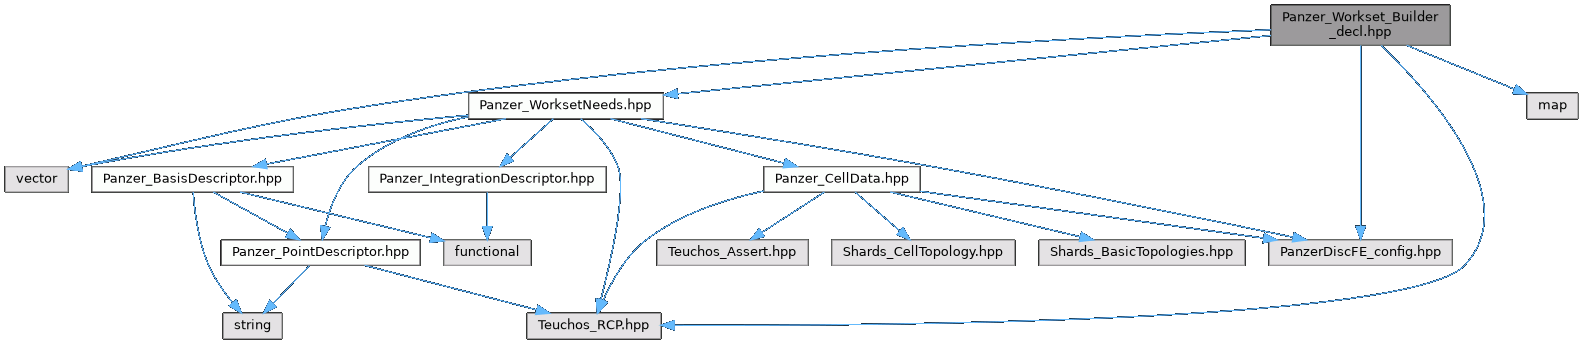 Panzer_Workset_Builder
_decl.hpp
Panzer_WorksetNeeds.hpp
map
vector
Panzer_BasisDescriptor.hpp
Panzer_IntegrationDescriptor.hpp
Panzer_CellData.hpp
Panzer_PointDescriptor.hpp
functional
Teuchos_Assert.hpp
Shards_CellTopology.hpp
Shards_BasicTopologies.hpp
PanzerDiscFE_config.hpp
string
Teuchos_RCP.hpp